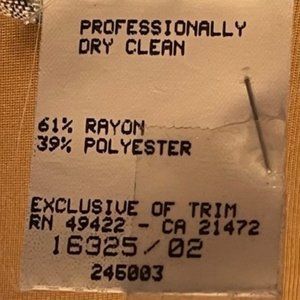 PROFESSIONALLY
DRY CLEAN
61% RAYON
39% POLYESTER
EXCLUSIVE OF TRIM
RN 49422 - CA 21472
16325/02
246003